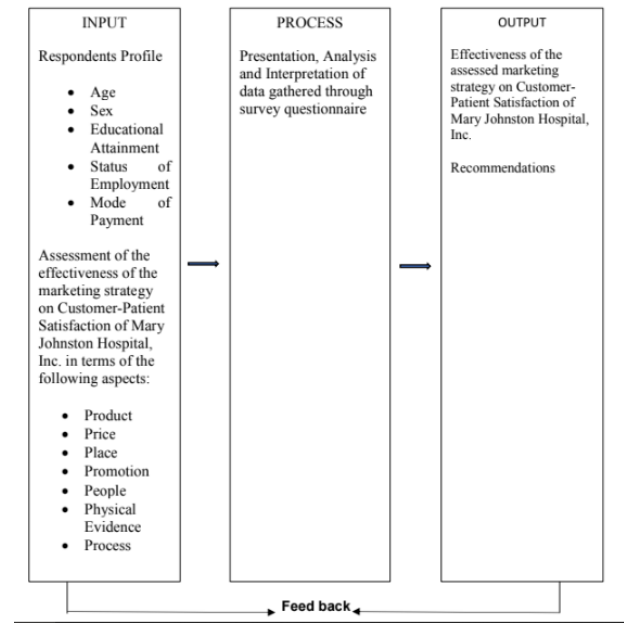 INPUT
Respondents Profile
• Age
• Sex
• Educational
Attainment
• Status of
Employment
• Mode of
Payment
Assessment of the
effectiveness of the
marketing strategy
on Customer-Patient
Satisfaction of Mary
Johnston Hospital,
Inc. in terms of the
following aspects:
• Product
• Price
• Place
• Promotion
• People
• Physical
Evidence
• Process
PROCESS
Presentation, Analysis
and Interpretation of
data gathered through
survey questionnaire
OUTPUT
Effectiveness of the
assessed marketing
strategy on Customer-
Patient Satisfaction of
Mary Johnston Hospital,
Inc.
Recommendations
Feed back